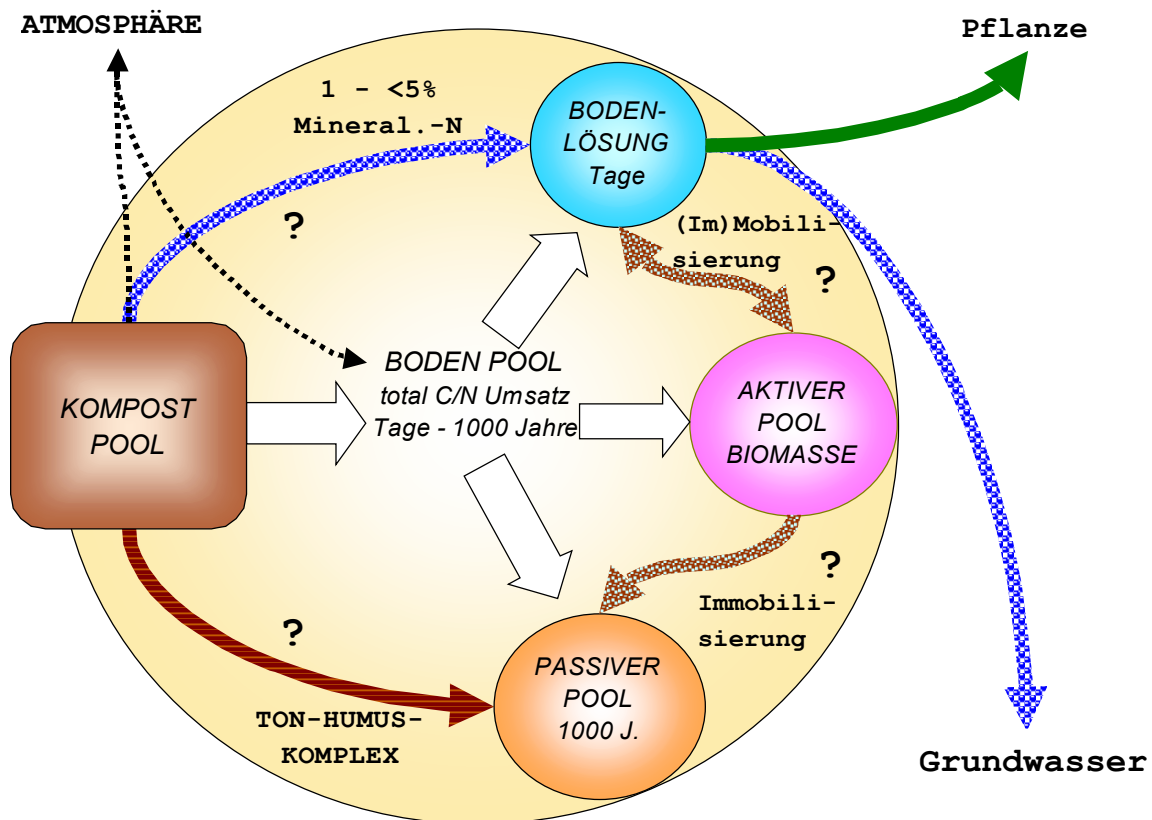 ATMOSPHÄRE
Pflanze
1 - <5%
Mineral.-N
BODEN-
LÖSUNG
Tage
?
(Im)Mobili-
sierung
?
KOMPOST
POOL
BODEN POOL
total C/N Umsatz
Tage - 1000 Jahre
AKTIVER
POOL
BIOMASSE
?
Immobili-
sierung
?
PASSIVER
POOL
1000 J.
TON-HUMUS-
KOMPLEX
Grundwasser